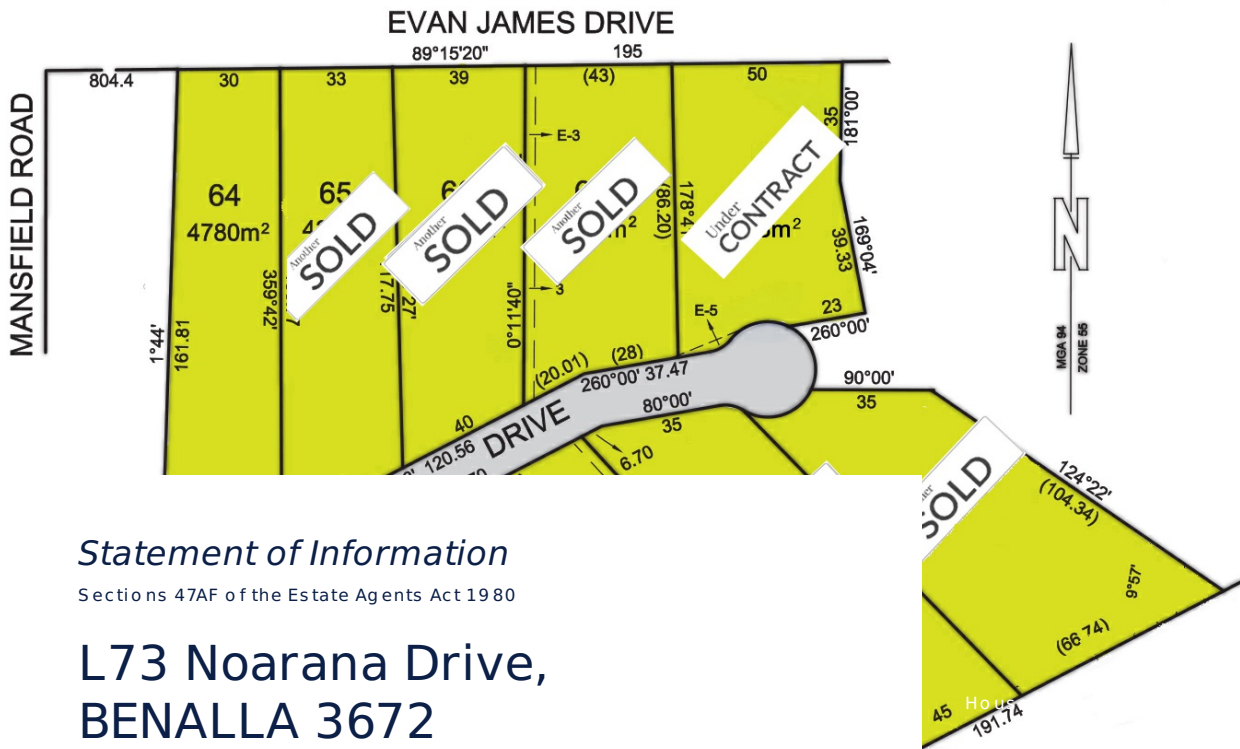 EVAN JAMES DRIVE
89°15'20" 195
804.4 30 33 39 (43) 50
MANSFIELD ROAD
35
181°00'
E-3
64
4780m²
65
Another
SOLD
Another
SOLD
Another
SOLD
Under
CONTRACT
(86.20)
169°04'
39.33
359°42'
0°11'40"
3
E-5
23
260°00'
1°44'
161.81
(20.01)
(28)
260°00' 37.47
90°00'
35
80°00'
35
40
120.56
DRIVE
6.70
N
MGA 94
ZONE 55
SOLD
124°22'
(104.34)
9°57'
(66 74)
45
191.74
Statement of Information
Sections 47AF of the Estate Agents Act 1980
L73 Noarana Drive,
BENALLA 3672